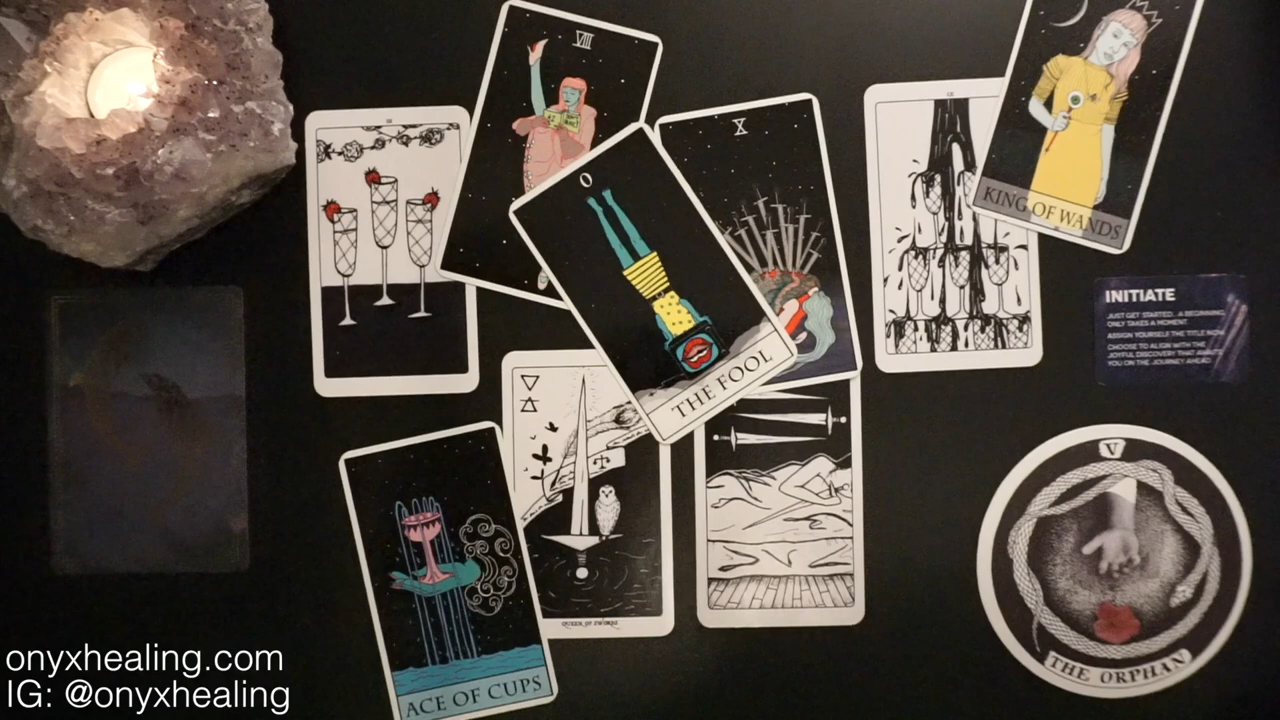 VIII
X
III
0
KING OF WANDS
INITIATE
JUST GET STARTED. A BEGINNING
ONLY TAKES A MOMENT.
ASSIGN YOURSELF THE TITLE NOW
CHOOSE TO ALIGN WITH THE
JOYFUL DISCOVERY THAT AWAITS
YOU ON THE JOURNEY AHEAD.
THE FOOL
V
THE ORPHAN
QUEEN OF SWORDS
ACE OF CUPS
onyxhealing.com
IG: @onyxhealing